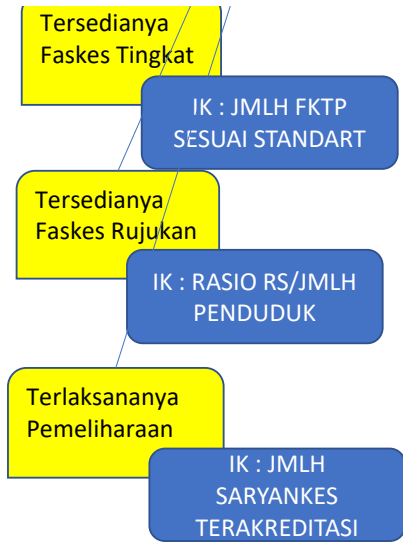 Tersedianya
Faskes Tingkat
IK : JMLH FKTP
SESUAI STANDART
Tersedianya
Faskes Rujukan
IK : RASIO RS/JMLH
PENDUDUK
Terlaksananya
Pemeliharaan
IK : JMLH
SARYANKES
TERAKREDITASI